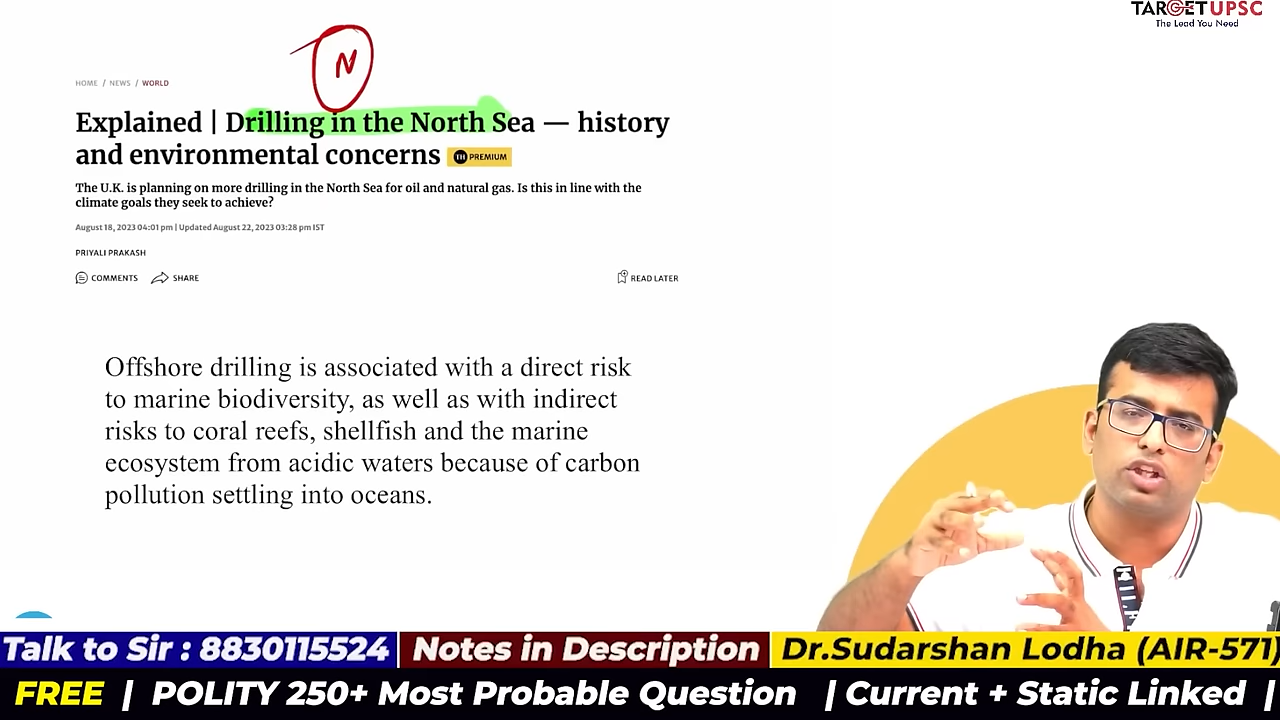 TARGET UPSC
The Lead You Need
N
HOME / NEWS / WORLD
Explained | Drilling in the North Sea — history
and environmental concerns TH PREMIUM
The U.K. is planning on more drilling in the North Sea for oil and natural gas. Is this in line with the
climate goals they seek to achieve?
August 18, 2023 04:01 pm | Updated August 22, 2023 03:28 pm IST
PRIYALI PRAKASH
COMMENTS SHARE READ LATER
Offshore drilling is associated with a direct risk
to marine biodiversity, as well as with indirect
risks to coral reefs, shellfish and the marine
ecosystem from acidic waters because of carbon
pollution settling into oceans.
Talk to Sir : 8830115524 Notes in Description Dr.Sudarshan Lodha (AIR-571)
FREE | POLITY 250+ Most Probable Question | Current + Static Linked |